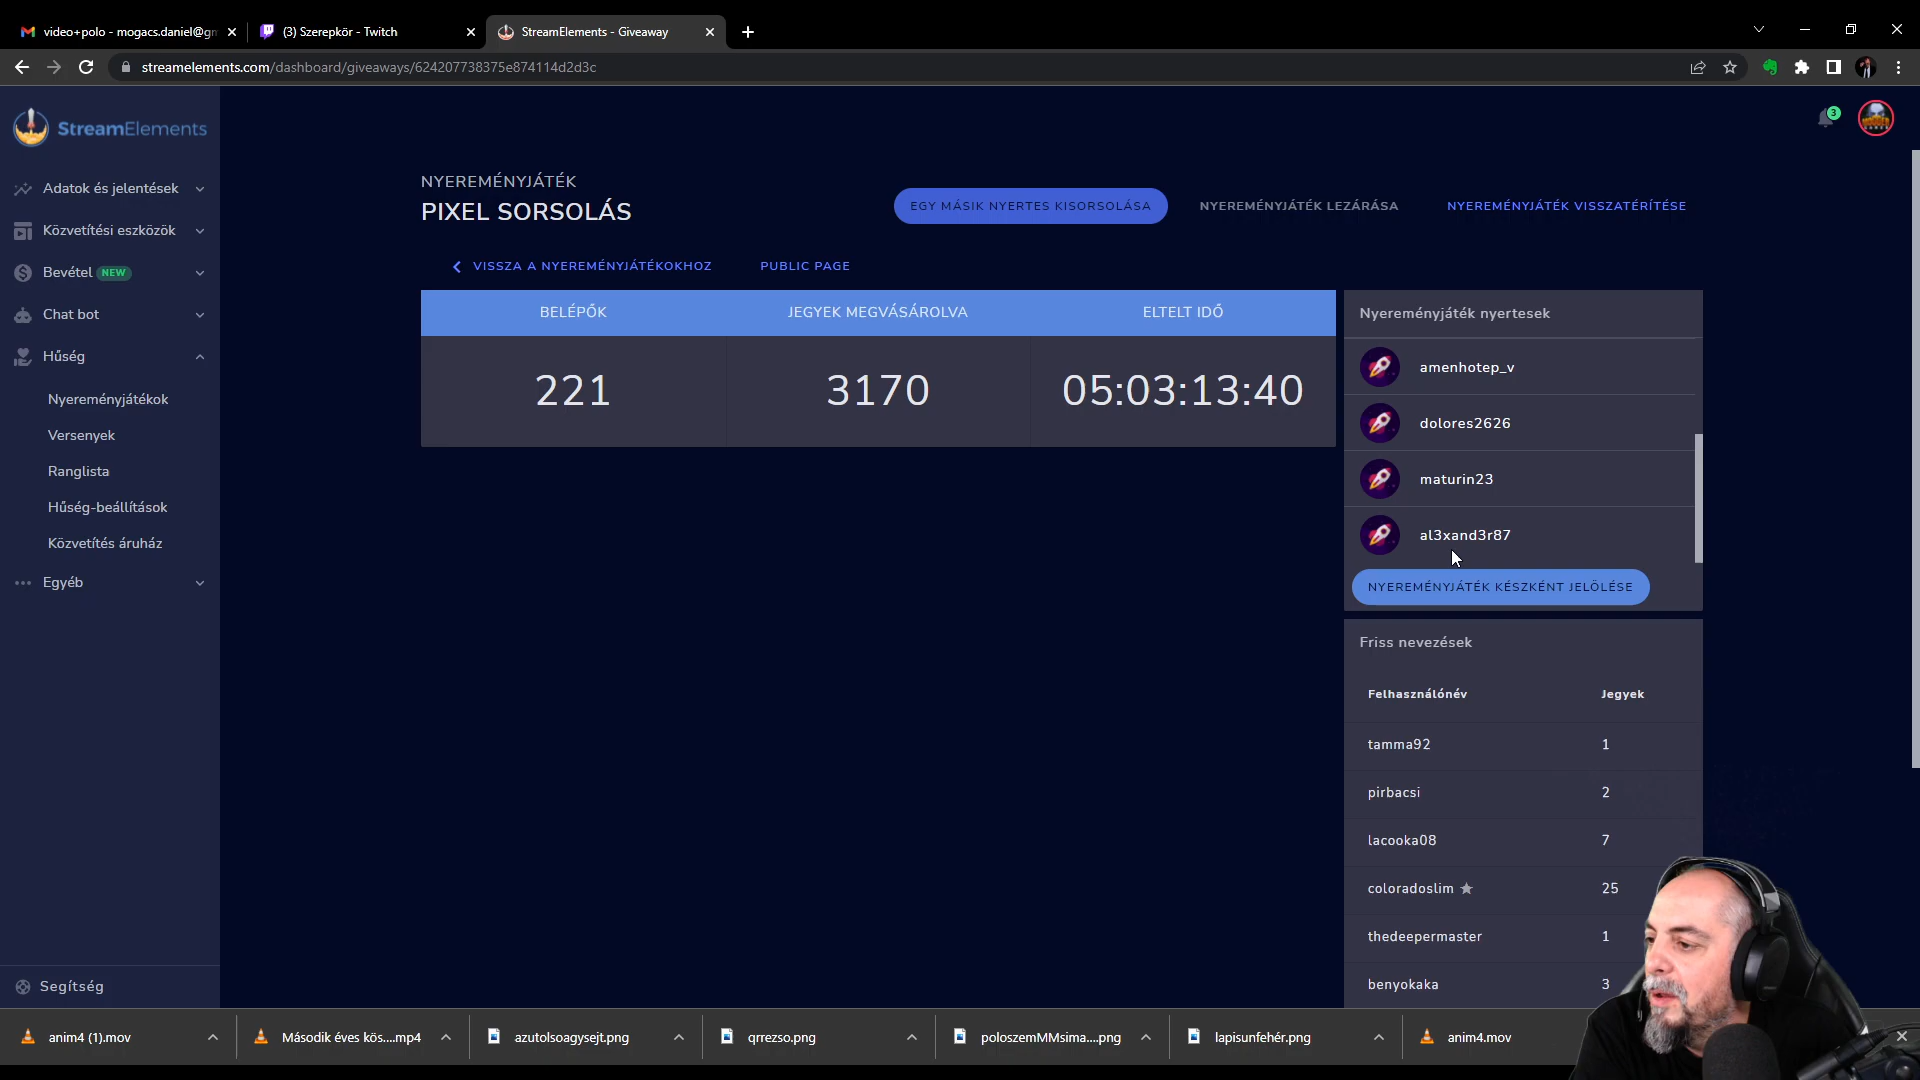 video+polo - mogacs.daniel@gm
(3) Szerepkör - Twitch
StreamElements - Giveaway
streamelements.com/dashboard/giveaways/624207738375e874114d2d3c
StreamElements
3
Adatok és jelentések
Közvetítési eszközök
Bevétel NEW
Chat bot
Hűség
Nyereményjátékok
Versenyek
Ranglista
Hűség-beállítások
Közvetítés áruház
Egyéb
Segítség
NYEREMÉNYJÁTÉK
PIXEL SORSOLÁS
EGY MÁSIK NYERTES KISORSOLÁSA
NYEREMÉNYJÁTÉK LEZÁRÁSA
NYEREMÉNYJÁTÉK VISSZATÉRÍTÉSE
VISSZA A NYEREMÉNYJÁTÉKOKHOZ
PUBLIC PAGE
BELÉPŐK JEGYEK MEGVÁSÁROLVA ELTELT IDŐ
221 3170 05:03:13:40
Nyereményjáték nyertesek
amenhotep_v
dolores2626
maturin23
al3xand3r87
NYEREMÉNYJÁTÉK KÉSZKÉNT JELÖLÉSE
Friss nevezések
Felhasználónév Jegyek
tamma92 1
pirbacsi 2
lacooka08 7
coloradoslim 25
thedeepermaster 1
benyokaka 3
anim4 (1).mov
Második éves kös....mp4
azutolsoagysejt.png
qrrezso.png
poloszemMMsima....png
lapisunfehér.png
anim4.mov